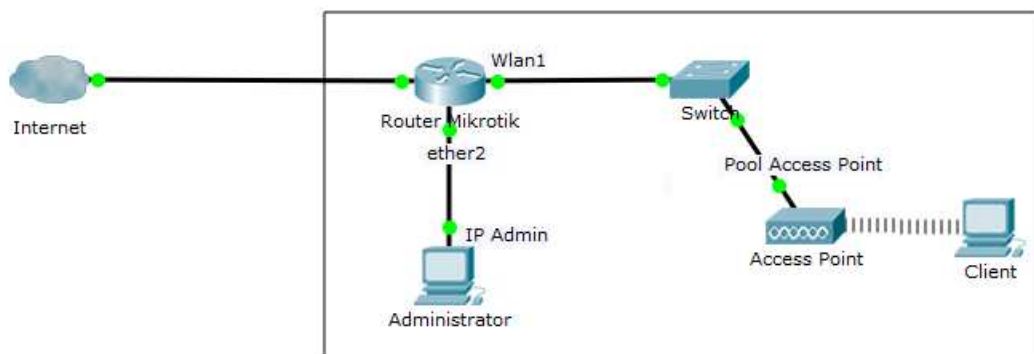 Wlan1
Internet
Router Mikrotik
Switch
ether2
Pool Access Point
IP Admin
Access Point
Client
Administrator